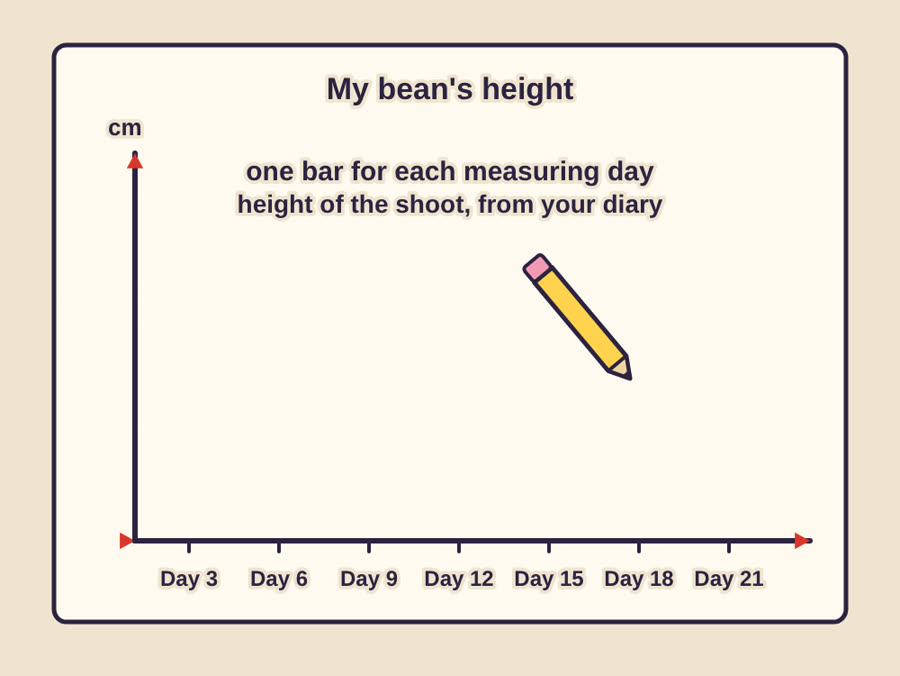 My bean's height
cm
one bar for each measuring day
height of the shoot, from your diary
Day 3 Day 6 Day 9 Day 12 Day 15 Day 18 Day 21